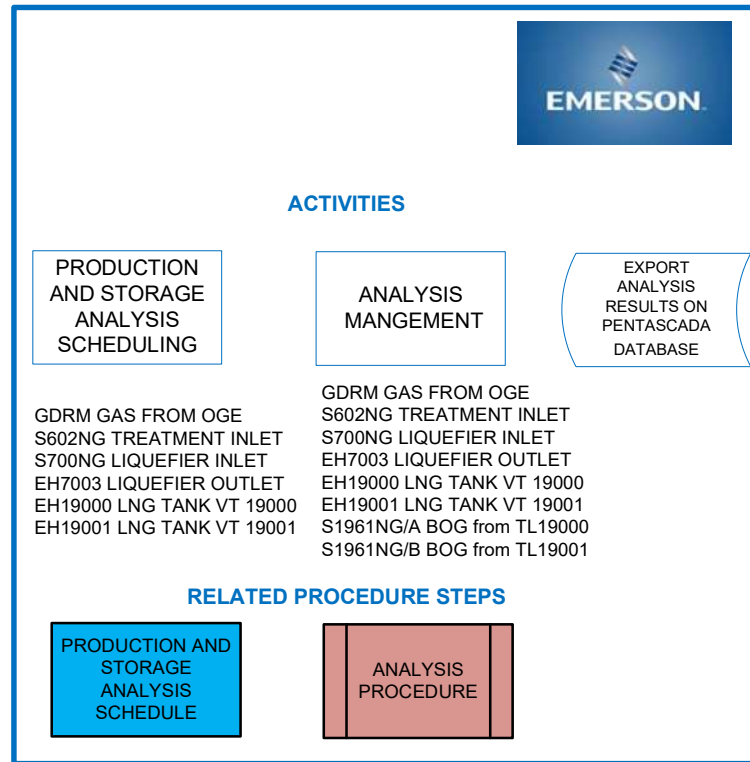 EMERSON.
ACTIVITIES
PRODUCTION
AND STORAGE
ANALYSIS
SCHEDULING
ANALYSIS
MANGEMENT
EXPORT
ANALYSIS
RESULTS ON
PENTASCADA
DATABASE
GDRM GAS FROM OGE
S602NG TREATMENT INLET
S700NG LIQUEFIER INLET
EH7003 LIQUEFIER OUTLET
EH19000 LNG TANK VT 19000
EH19001 LNG TANK VT 19001
GDRM GAS FROM OGE
S602NG TREATMENT INLET
S700NG LIQUEFIER INLET
EH7003 LIQUEFIER OUTLET
EH19000 LNG TANK VT 19000
EH19001 LNG TANK VT 19001
S1961NG/A BOG from TL19000
S1961NG/B BOG from TL19001
RELATED PROCEDURE STEPS
PRODUCTION AND
STORAGE
ANALYSIS
SCHEDULE
ANALYSIS
PROCEDURE